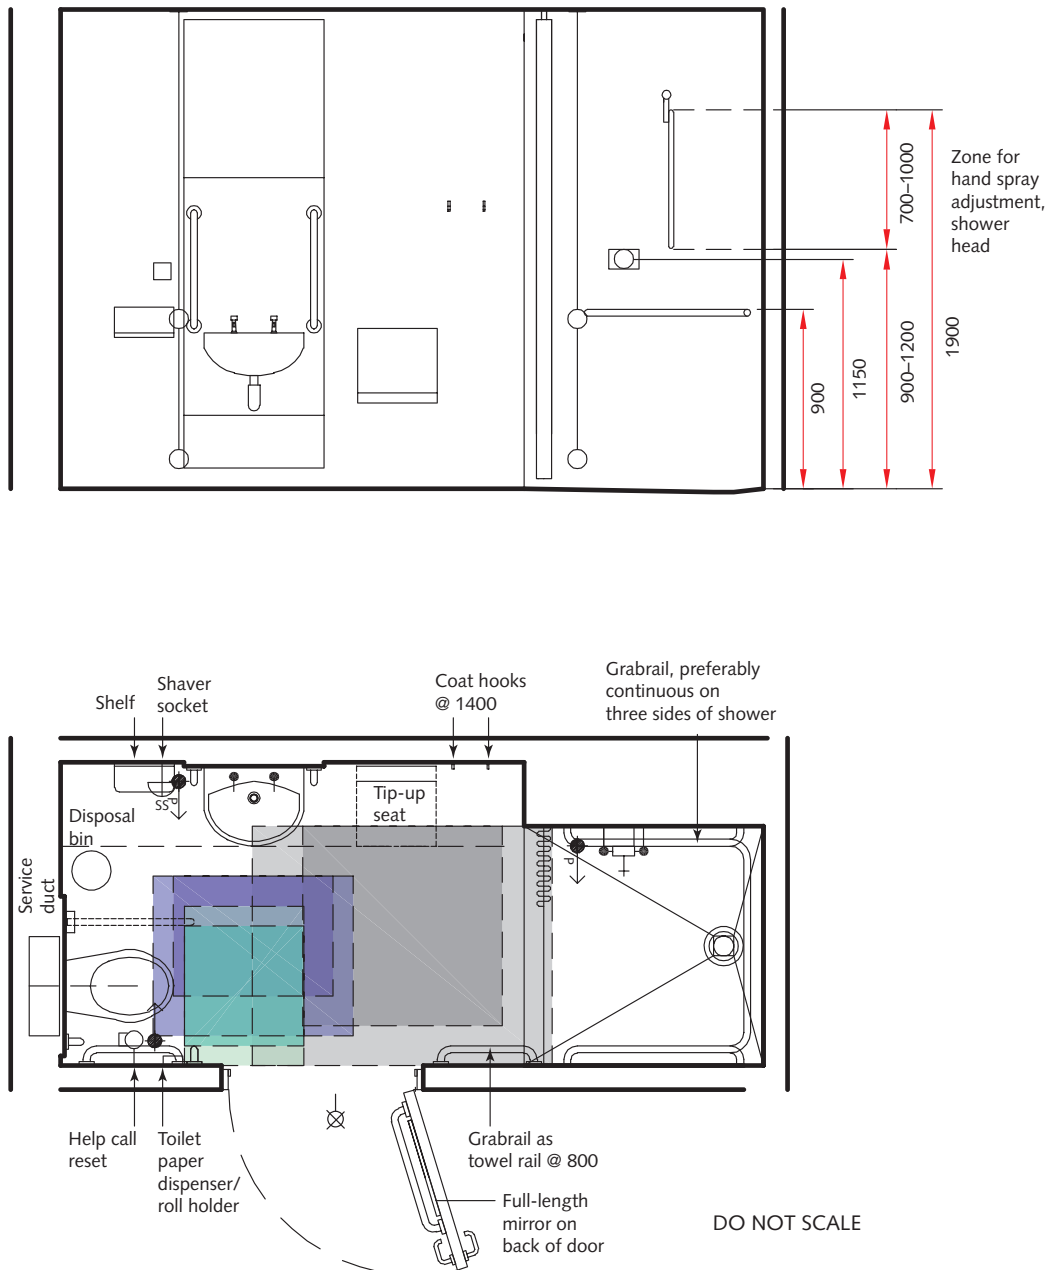 700–1000
Zone for
hand spray
adjustment,
shower
head
900
1150
900–1200
1900
Shelf
Shaver
socket
Coat hooks
@ 1400
Grabrail, preferably
continuous on
three sides of shower
Disposal
bin
SS
d
Tip-up
seat
d
Service
duct
Help call
reset
Toilet
paper
dispenser/
roll holder
Grabrail as
towel rail @ 800
Full-length
mirror on
back of door
DO NOT SCALE